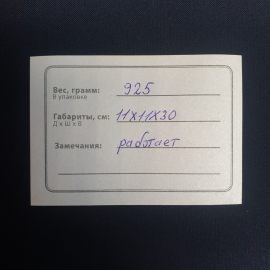 Вес, грамм: 925
В упаковке
Габариты, см: 11х11х30
Д х Ш х В
Замечания: работает